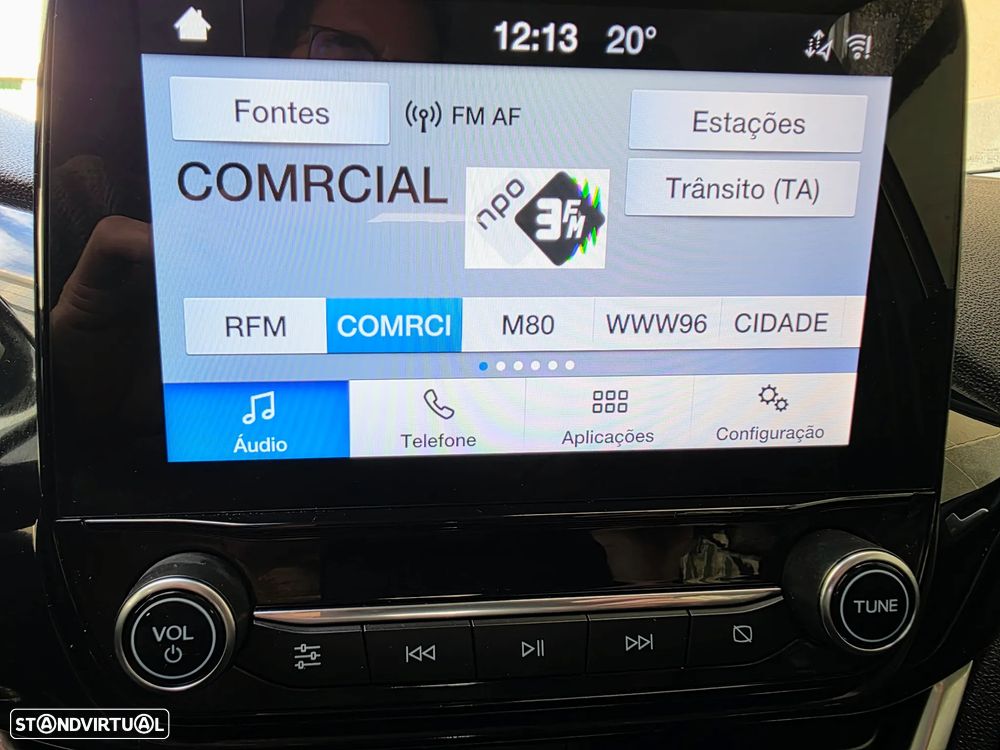 12:13 20°
Fontes
FM AF
Estações
COMRCIAL
npo
3FM
Trânsito (TA)
RFM
COMRCI
M80
WWW96
CIDADE
Áudio
Telefone
Aplicações
Configuração
VOL
TUNE
STANDVIRTUAL